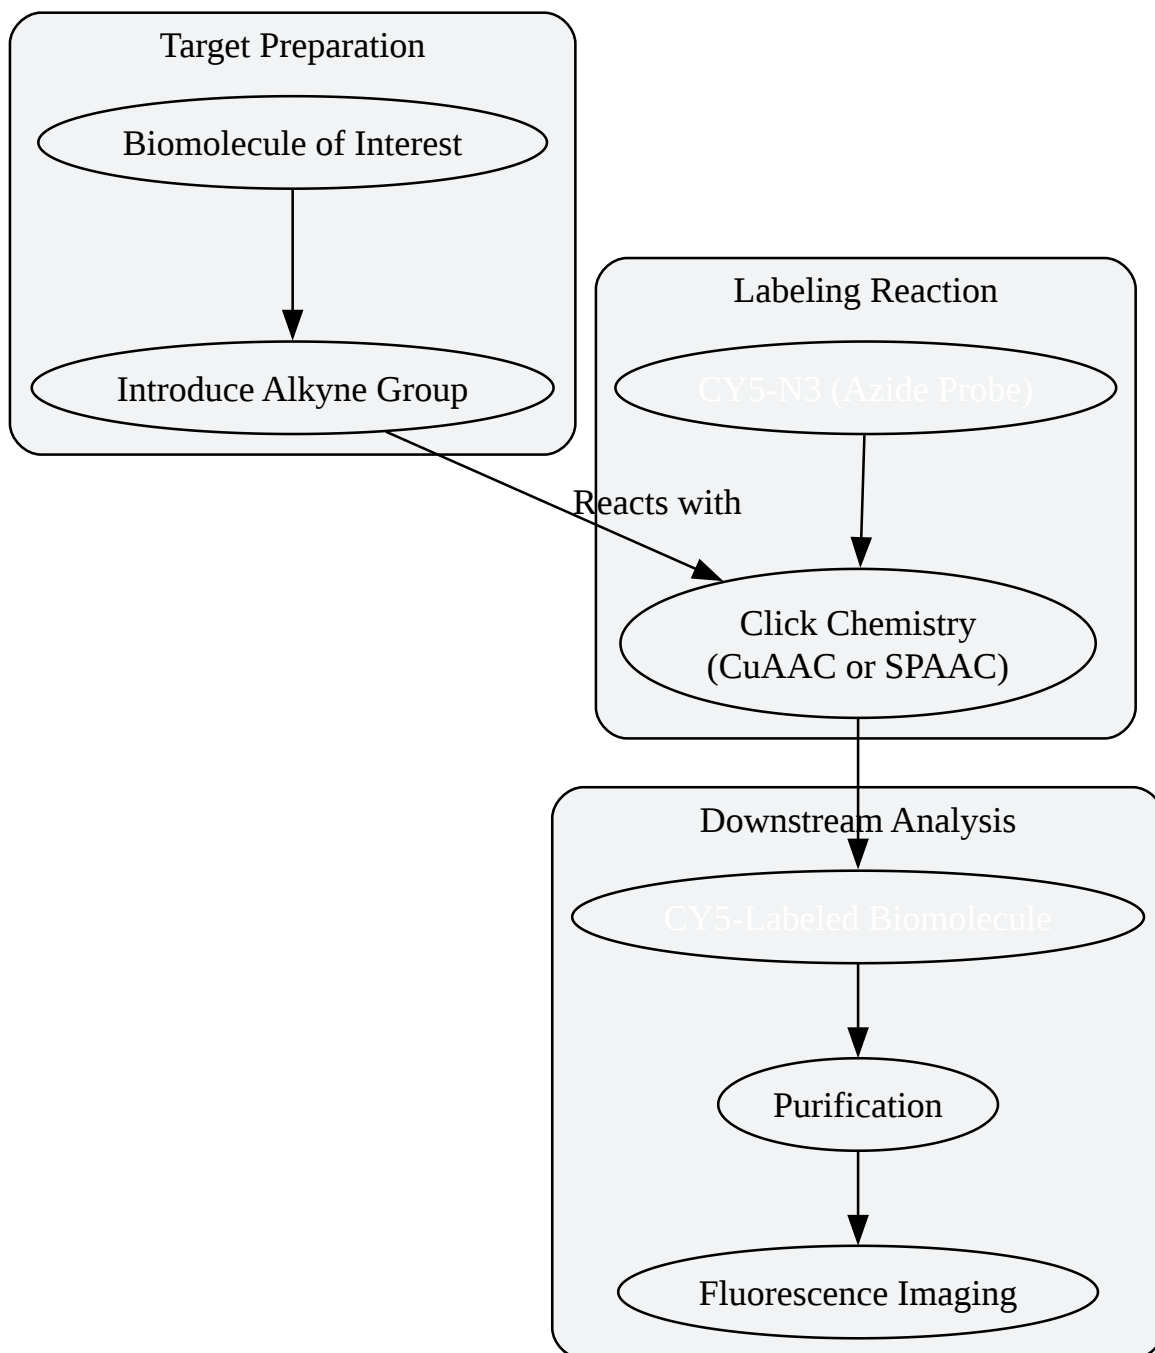 Target Preparation
Biomolecule of Interest
Introduce Alkyne Group
Labeling Reaction
CY5-N3 (Azide Probe)
Reacts with
Click Chemistry
(CuAAC or SPAAC)
Downstream Analysis
CY5-Labeled Biomolecule
Purification
Fluorescence Imaging